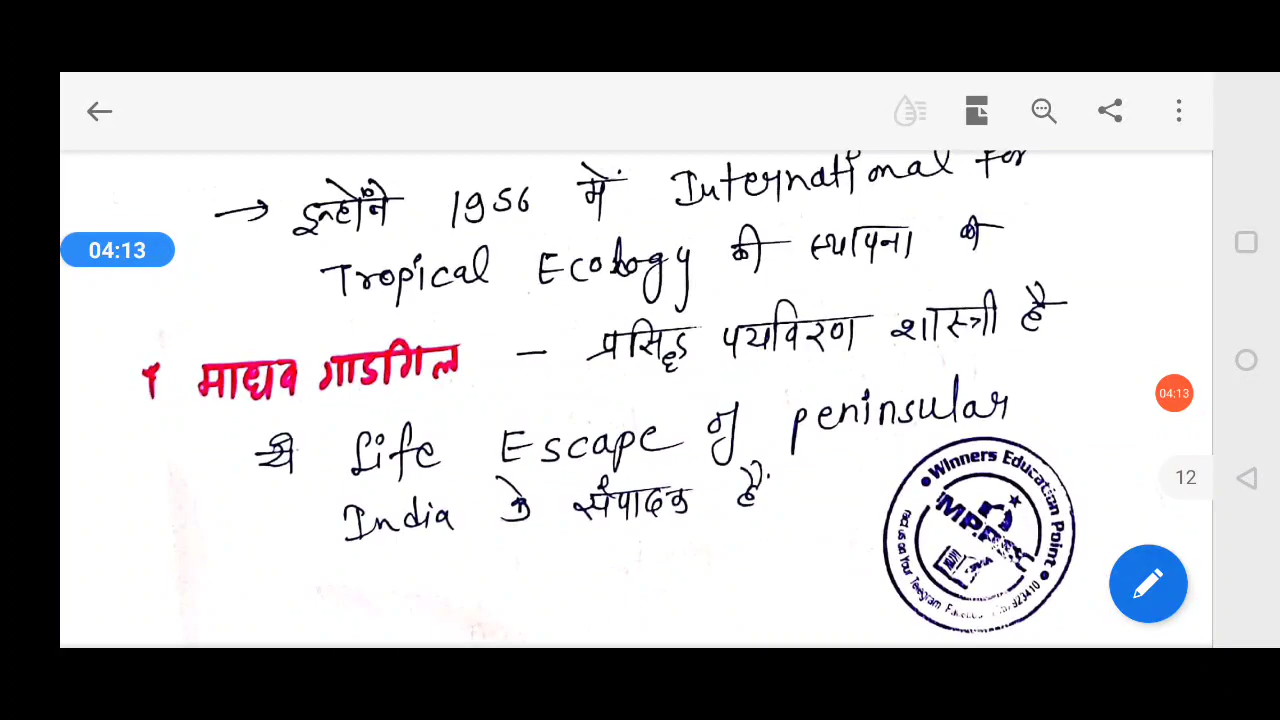 04:13
→ इन्होंने 1956 में International For
Tropical Ecology की स्थापना की
माधव गाडगिल – प्रसिद्ध पर्यावरण शास्त्री है
ये Life Escape of peninsular
India के संपादक है.
04:13
12
Winners Education Point